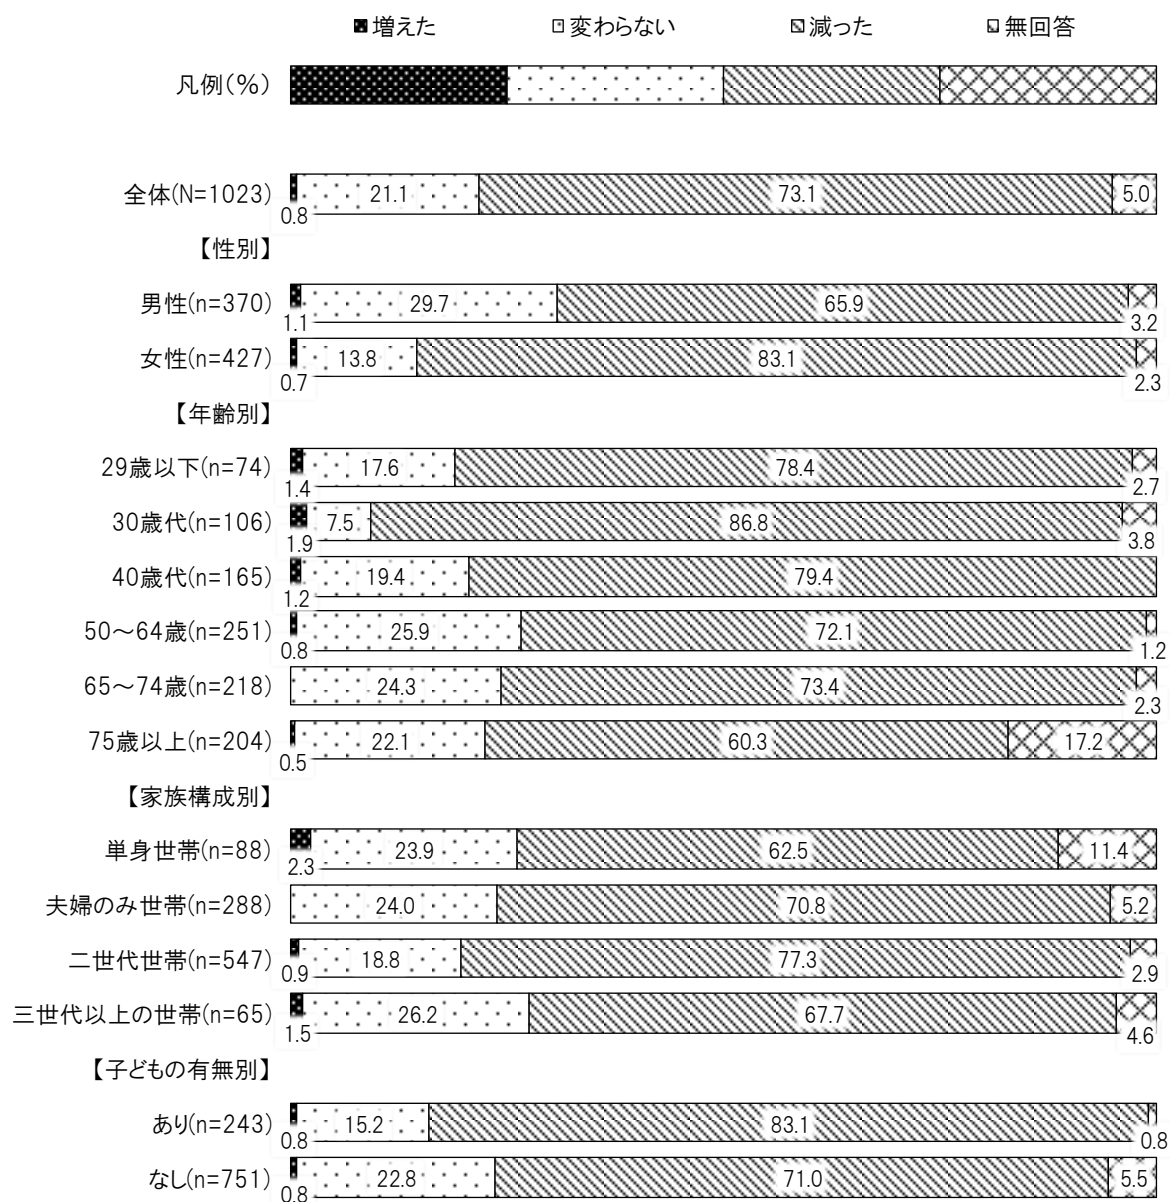 増えた 変わらない 減った 無回答
凡例(%)
全体(N=1023) 0.8 21.1 73.1 5.0
【性別】
男性(n=370) 1.1 29.7 65.9 3.2
女性(n=427) 0.7 13.8 83.1 2.3
【年齢別】
29歳以下(n=74) 1.4 17.6 78.4 2.7
30歳代(n=106) 1.9 7.5 86.8 3.8
40歳代(n=165) 1.2 19.4 79.4
50～64歳(n=251) 0.8 25.9 72.1 1.2
65～74歳(n=218) 24.3 73.4 2.3
75歳以上(n=204) 0.5 22.1 60.3 17.2
【家族構成別】
単身世帯(n=88) 2.3 23.9 62.5 11.4
夫婦のみ世帯(n=288) 24.0 70.8 5.2
二世代世帯(n=547) 0.9 18.8 77.3 2.9
三世代以上の世帯(n=65) 1.5 26.2 67.7 4.6
【子どもの有無別】
あり(n=243) 0.8 15.2 83.1 0.8
なし(n=751) 0.8 22.8 71.0 5.5